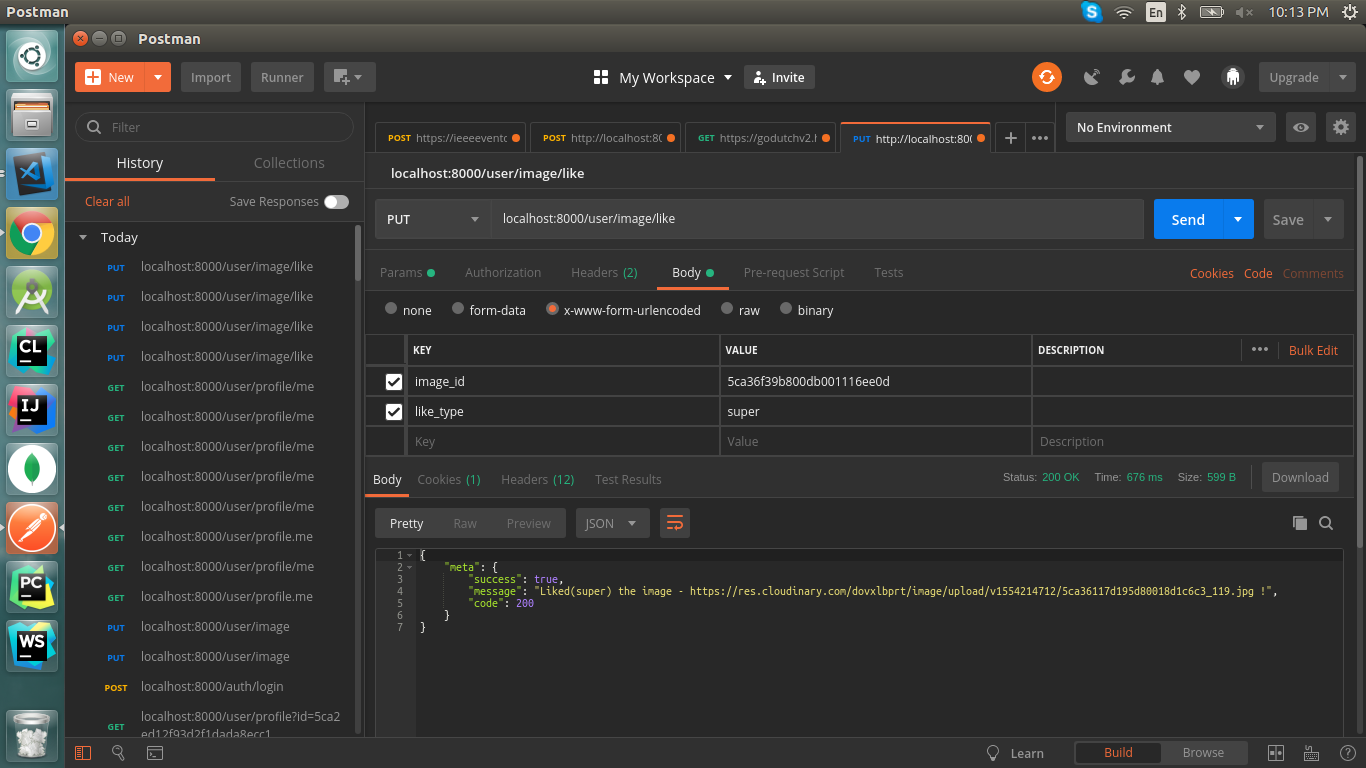 Postman
En
10:13 PM
Postman
New
Import
Runner
My Workspace
Invite
Upgrade
Filter
History
Collections
Clear all
Save Responses
Today
PUT localhost:8000/user/image/like
PUT localhost:8000/user/image/like
PUT localhost:8000/user/image/like
PUT localhost:8000/user/image/like
GET localhost:8000/user/profile/me
GET localhost:8000/user/profile/me
GET localhost:8000/user/profile/me
GET localhost:8000/user/profile/me
GET localhost:8000/user/profile/me
GET localhost:8000/user/profile.me
GET localhost:8000/user/profile/me
GET localhost:8000/user/profile.me
PUT localhost:8000/user/image
PUT localhost:8000/user/image
POST localhost:8000/auth/login
GET localhost:8000/user/profile?id=5ca2
ed12f93d2f1dada8ecc1
CL
IJ
PC
WS
POST https://ieeeevento
POST http://localhost:80
GET https://godutchv2.h
PUT http://localhost:800
No Environment
localhost:8000/user/image/like
PUT localhost:8000/user/image/like
Send
Save
Params
Authorization
Headers (2)
Body
Pre-request Script
Tests
Cookies
Code
Comments
none
form-data
x-www-form-urlencoded
raw
binary
KEY VALUE DESCRIPTION
Bulk Edit
image_id 5ca36f39b800db001116ee0d
like_type super
Key Value Description
Body
Cookies (1)
Headers (12)
Test Results
Status: 200 OK Time: 676 ms Size: 599 B
Download
Pretty
Raw
Preview
JSON
1 {
2 "meta": {
3 "success": true,
4 "message": "Liked(super) the image - https://res.cloudinary.com/dovxlbprt/image/upload/v1554214712/5ca36117d195d80018d1c6c3_119.jpg !",
5 "code": 200
6 }
7 }
Learn
Build
Browse